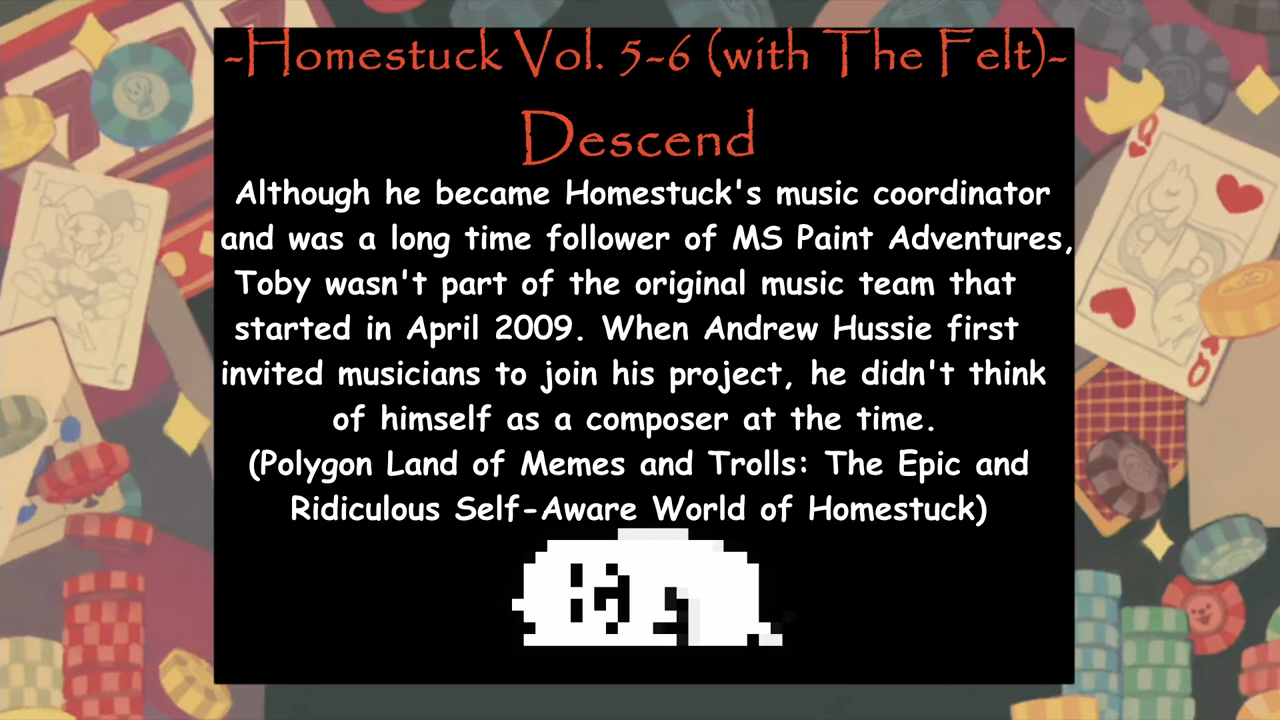 -Homestuck Vol. 5-6 (with The Felt)-
Descend
Although he became Homestuck's music coordinator
and was a long time follower of MS Paint Adventures,
Toby wasn't part of the original music team that
started in April 2009. When Andrew Hussie first
invited musicians to join his project, he didn't think
of himself as a composer at the time.
(Polygon Land of Memes and Trolls: The Epic and
Ridiculous Self-Aware World of Homestuck)